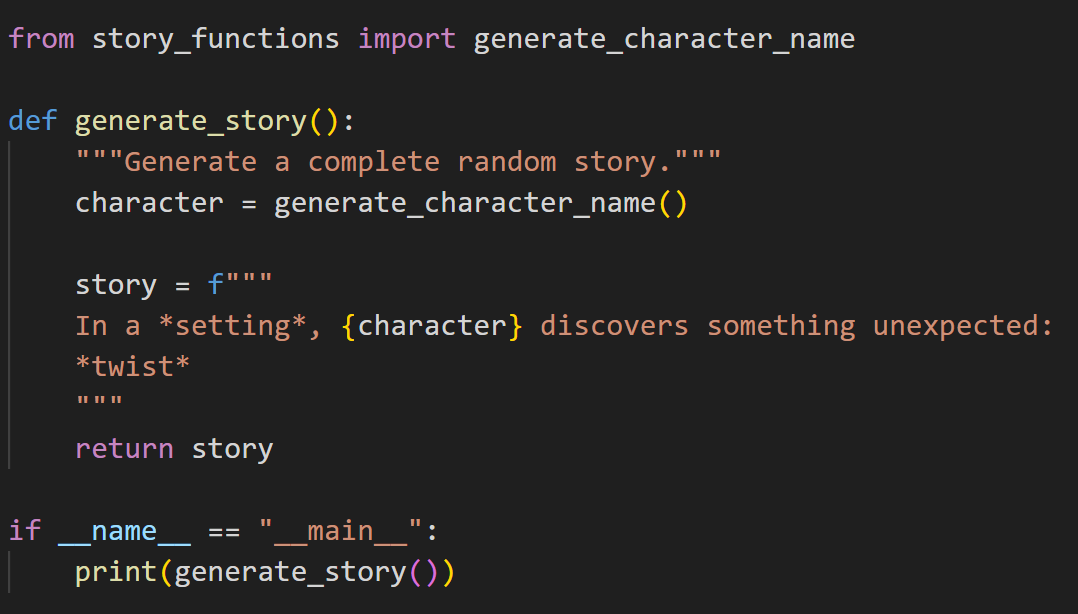 from story_functions import generate_character_name
def generate_story():
"""Generate a complete random story."""
character = generate_character_name()
story = f"""
In a *setting*, {character} discovers something unexpected:
*twist*
"""
return story
if __name__ == "__main__":
print(generate_story())